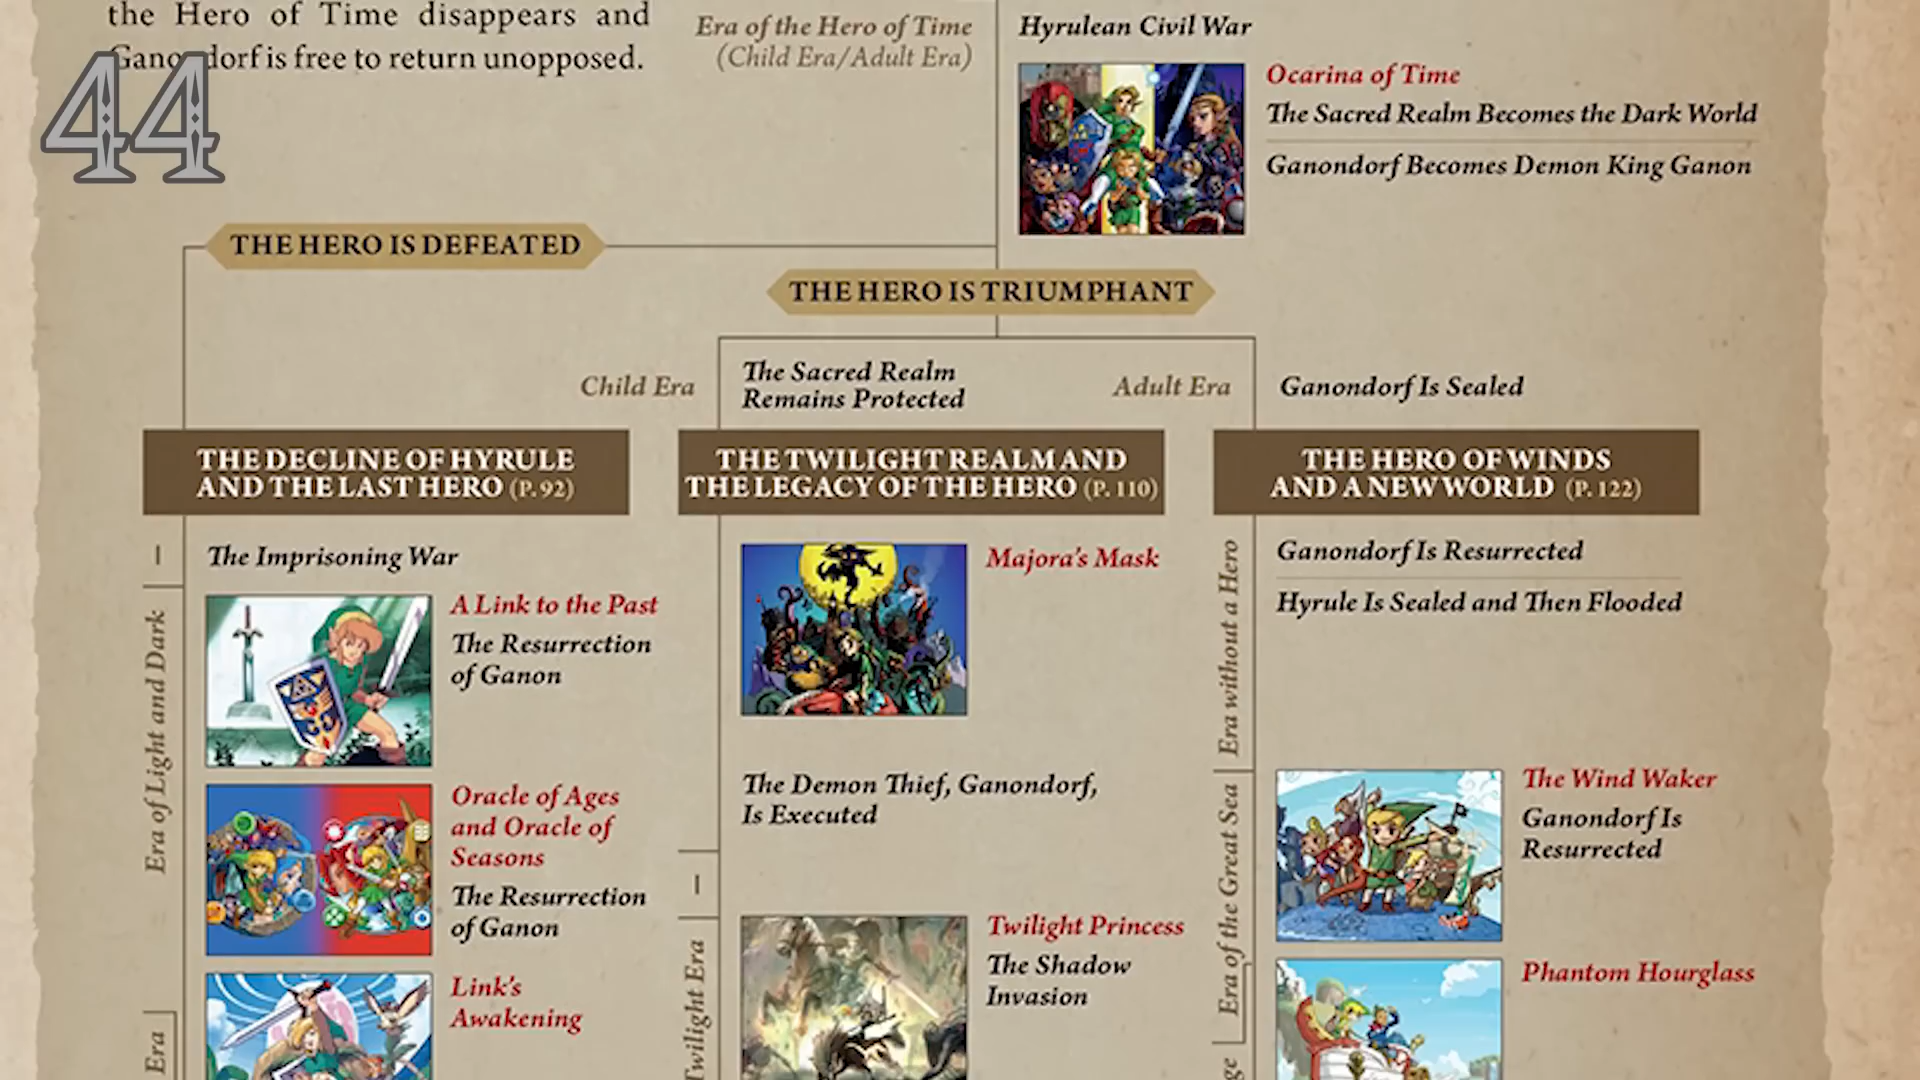 the Hero of Time disappears and
Ganondorf is free to return unopposed.
44
Era of the Hero of Time
(Child Era/Adult Era)
Hyrulean Civil War
Ocarina of Time
The Sacred Realm Becomes the Dark World
Ganondorf Becomes Demon King Ganon
THE HERO IS DEFEATED
THE HERO IS TRIUMPHANT
Child Era
The Sacred Realm
Remains Protected
Adult Era
Ganondorf Is Sealed
THE DECLINE OF HYRULE
AND THE LAST HERO (P. 92)
THE TWILIGHT REALM AND
THE LEGACY OF THE HERO (P. 110)
THE HERO OF WINDS
AND A NEW WORLD (P. 122)
The Imprisoning War
Era of Light and Dark
A Link to the Past
The Resurrection
of Ganon
Oracle of Ages
and Oracle of
Seasons
The Resurrection
of Ganon
Link's
Awakening
Era
Majora's Mask
The Demon Thief, Ganondorf,
Is Executed
Twilight Era
Twilight Princess
The Shadow
Invasion
Era without a Hero
Ganondorf Is Resurrected
Hyrule Is Sealed and Then Flooded
Era of the Great Sea
The Wind Waker
Ganondorf Is
Resurrected
Phantom Hourglass